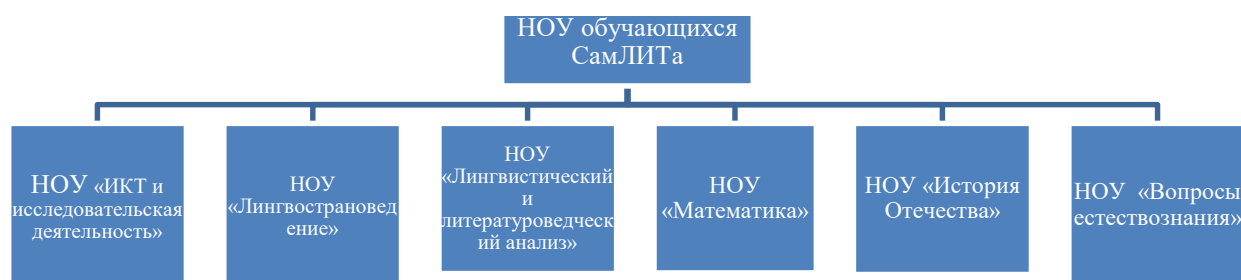 НОУ обучающихся
СамЛИТа
НОУ «ИКТ и
исследовательская
деятельность»
НОУ
«Лингвострановед
ение»
НОУ
«Лингвистический
и
литературоведческ
ий анализ»
НОУ
«Математика»
НОУ «История
Отечества»
НОУ «Вопросы
естествознания»